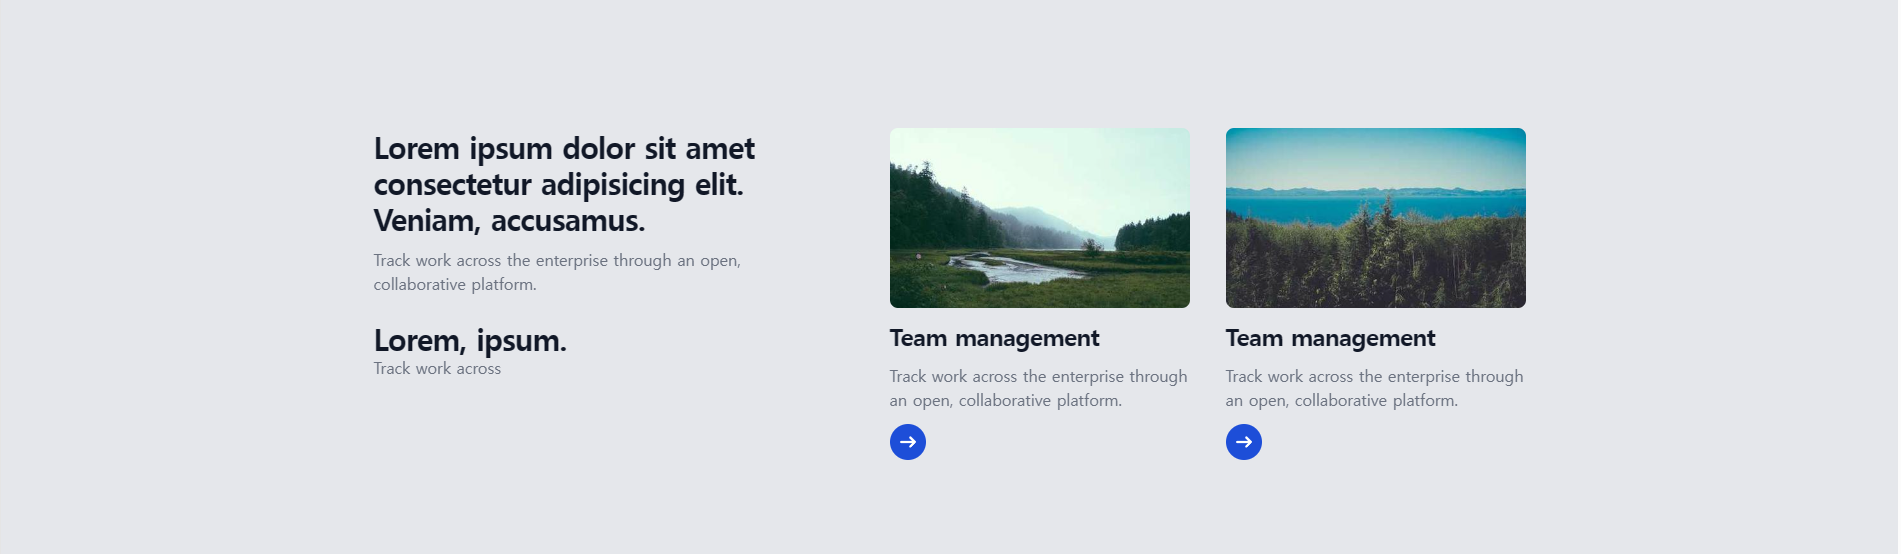 Lorem ipsum dolor sit amet
consectetur adipisicing elit.
Veniam, accusamus.
Track work across the enterprise through an open,
collaborative platform.
Lorem, ipsum.
Track work across
Team management
Track work across the enterprise through
an open, collaborative platform.
Team management
Track work across the enterprise through
an open, collaborative platform.